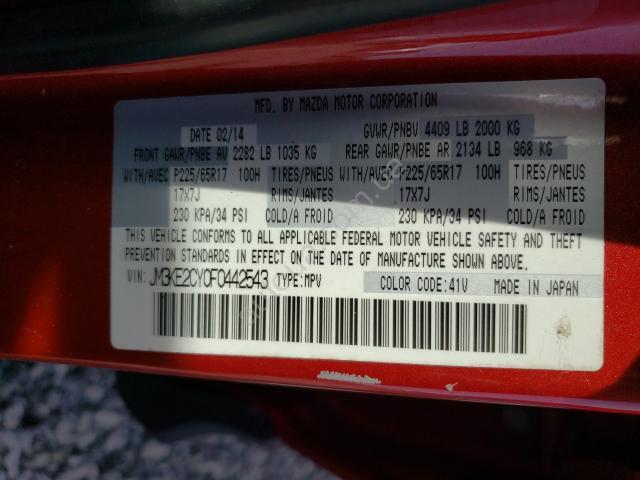 MFD. BY MAZDA MOTOR CORPORATION
DATE 02/14 GVWR/PNBV 4409 LB 2000 KG
FRONT GAWR/PNBE AV 2282 LB 1035 KG REAR GAWR/PNBE AR 2134 LB 968 KG
WITH/AVEC P225/65R17 100H TIRES/PNEUS WITH/AVEC P225/65R17 100H TIRES/PNEUS
17X7J RIMS/JANTES 17X7J RIMS/JANTES
230 KPA/34 PSI COLD/A FROID 230 KPA/34 PSI COLD/A FROID
THIS VEHICLE CONFORMS TO ALL APPLICABLE FEDERAL MOTOR VEHICLE SAFETY AND THEFT
PREVENTION STANDARDS IN EFFECT ON THE DATE OF MANUFACTURE SHOWN ABOVE.
VIN: JM3KE2CY0F0442543 TYPE: MPV COLOR CODE: 41V MADE IN JAPAN